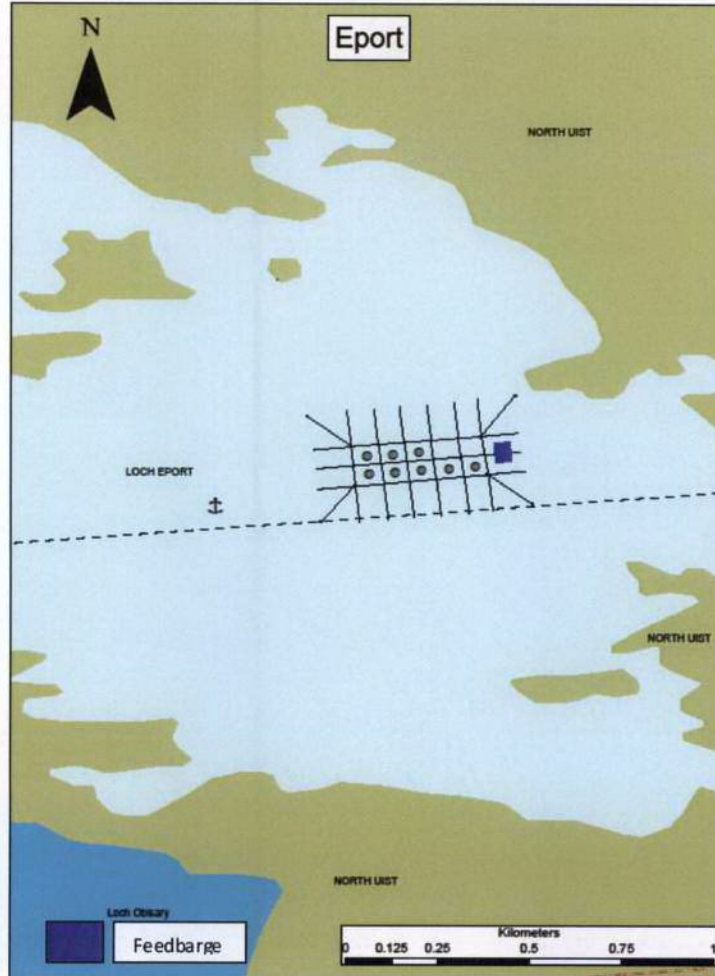 N
Eport
NORTH UIST
LOCH EPORT
NORTH UIST
NORTH UIST
Loch Obisary
Feedbarge
Kilometers
0 0.125 0.25 0.5 0.75 1